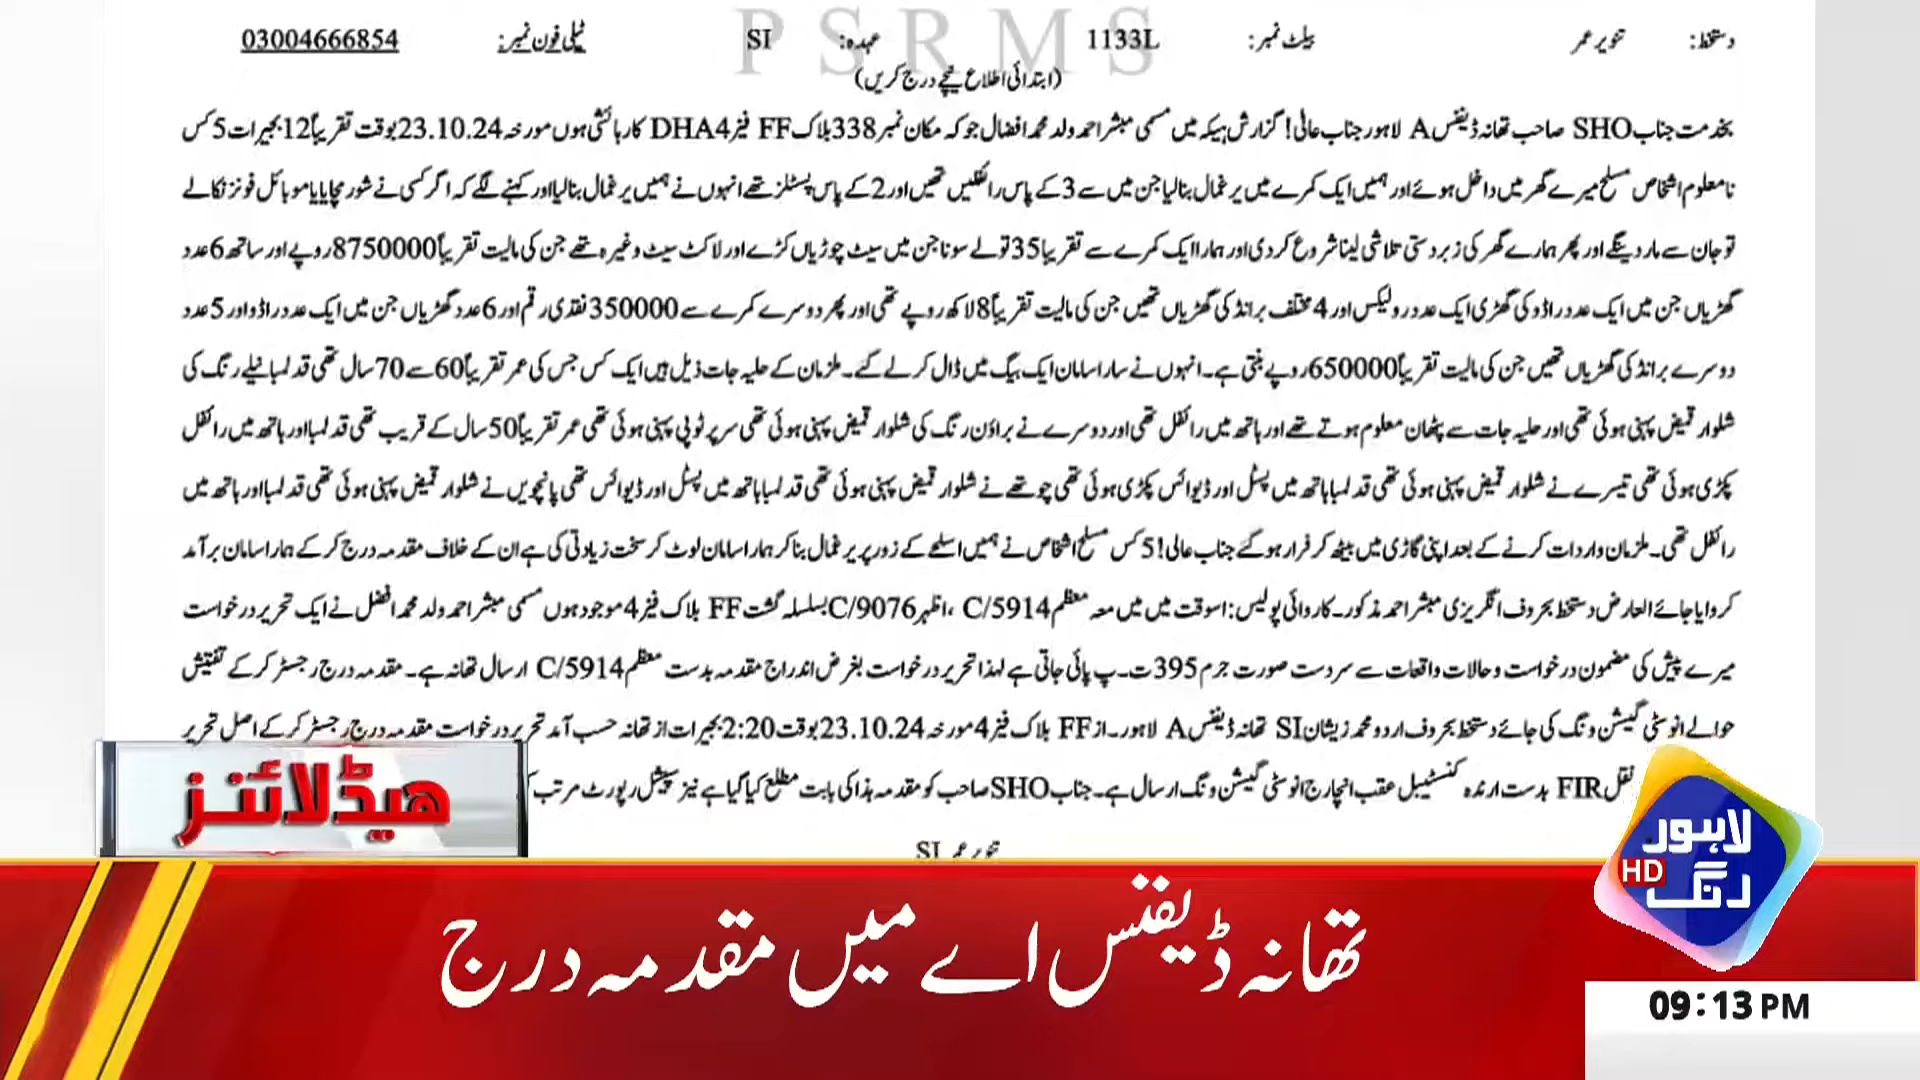 PSRMS
دستخط: تنویر عمر بیلٹ نمبر: 1133L عہدہ: SI ٹیلی فون نمبر: 03004666854
(ابتدائی اطلاع نیچے درج کریں)
بخدمت جناب SHO صاحب تھانہ ڈیفنس A لاہور جناب عالی! گزارش ہیکہ میں مسمی مبشر احمد ولد محمد افضال جو کہ مکان نمبر 338 بلاک FF فیز DHA4 کا رہائشی ہوں مورخہ 23.10.24 بوقت تقریباً 12 بجے رات 5 کس
نا معلوم اشخاص مسلح میرے گھر میں داخل ہوئے اور ہمیں ایک کمرے میں یرغمال بنا لیا جن میں سے 3 کے پاس رائفلیں تھیں اور 2 کے پاس پسٹلز تھے انہوں نے ہمیں یرغمال بنا لیا اور کہنے لگے کہ اگر کسی نے شور مچایا یا موبائل فونز نکالے
تو جان سے مار دینگے اور پھر ہمارے گھر کی زبردستی تلاشی لینا شروع کر دی اور ہمارا ایک کمرے سے تقریباً 35 تولے سونا جن میں سیٹ چوڑیاں کڑے اور لاکٹ سیٹ وغیرہ تھے جن کی مالیت تقریباً 8750000 روپے اور ساتھ 6 عدد
گھڑیاں جن میں ایک عدد راڈو کی گھڑی ایک عدد رولیکس اور 4 مختلف برانڈ کی گھڑیاں تھیں جن کی مالیت تقریباً 8 لاکھ روپے تھی اور پھر دوسرے کمرے سے 350000 نقدی رقم اور 6 عدد گھڑیاں جن میں ایک عدد راڈو اور 5 عدد
دوسرے برانڈ کی گھڑیاں تھیں جن کی مالیت تقریباً 650000 روپے بنتی ہے۔ انہوں نے سارا سامان ایک بیگ میں ڈال کر لے گئے۔ ملزمان کے حلیہ جات ذیل ہیں ایک کس جس کی عمر تقریباً 60 سے 70 سال تھی قد لمبا نیلے رنگ کی
شلوار قمیض پہنی ہوئی تھی اور حلیہ جات سے پٹھان معلوم ہوتے تھے اور ہاتھ میں رائفل تھی اور دوسرے نے براؤن رنگ کی شلوار قمیض پہنی ہوئی تھی سر پر ٹوپی پہنی ہوئی تھی عمر تقریباً 50 سال کے قریب تھی قد لمبا اور ہاتھ میں رائفل
پکڑی ہوئی تھی تیسرے نے شلوار قمیض پہنی ہوئی تھی قد لمبا ہاتھ میں پسٹل اور ڈیوائس پکڑی ہوئی تھی چوتھے نے شلوار قمیض پہنی ہوئی تھی قد لمبا ہاتھ میں پسٹل اور ڈیوائس تھی پانچویں نے شلوار قمیض پہنی ہوئی تھی قد لمبا اور ہاتھ میں
رائفل تھی۔ ملزمان واردات کرنے کے بعد اپنی گاڑی میں بیٹھ کر فرار ہو گئے جناب عالی! 5 کس مسلح اشخاص نے ہمیں اسلحے کے زور پر یرغمال بنا کر ہمارا سامان لوٹ کر سخت زیادتی کی ہے ان کے خلاف مقدمہ درج کر کے ہمارا سامان برآمد
کروایا جائے العارض دستخط بحروف انگریزی مبشر احمد مذکور۔ کاروائی پولیس: اسوقت میں معہ معظم 5914/C ، اظہر 9076/C بسلسلہ گشت FF بلاک فیز 4 موجود ہوں مسمی مبشر احمد ولد محمد افضل نے ایک تحریر درخواست
میرے پیش کی مضمون درخواست و حالات واقعات سے سر دست صورت جرم 395 ت۔پ پائی جاتی ہے لہذا تحریر درخواست بغرض اندراج مقدمہ بدست معظم 5914/C ارسال تھانہ ہے۔ مقدمہ درج رجسٹر کر کے تفتیش
حوالے انوسٹی گیشن ونگ کی جائے دستخط بحروف اردو محمد زیشان SI تھانہ ڈیفنس A لاہور۔ از FF بلاک فیز 4 مورخہ 23.10.24 بوقت 2:20 بجے رات از تھانہ حسب آمد تحریر درخواست مقدمہ درج رجسٹر کر کے اصل تحریر
نقل FIR بدست ارندہ کنسٹیبل عقب انچارج انوسٹی گیشن ونگ ارسال ہے۔ جناب SHO صاحب کو مقدمہ ہذا کی بابت مطلع کیا گیا ہے نیز سپیشل رپورٹ مرتب
تنویر عمر SI
ہیڈلائنز
لاہور رنگ HD
تھانہ ڈیفنس اے میں مقدمہ درج
09:13 PM